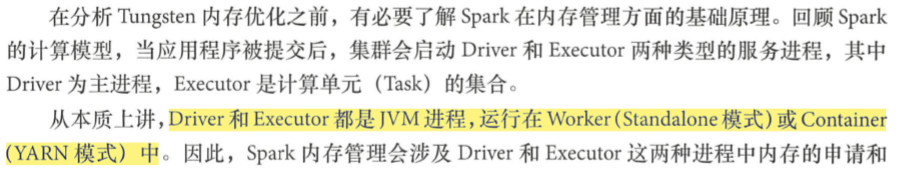 在分析 Tungsten 内存优化之前，有必要了解 Spark 在内存管理方面的基础原理。回顾 Spark
的计算模型，当应用程序被提交后，集群会启动 Driver 和 Executor 两种类型的服务进程，其中
Driver 为主进程，Executor 是计算单元（Task）的集合。
从本质上讲，Driver 和 Executor 都是 JVM 进程，运行在 Worker（Standalone 模式）或 Container
（YARN 模式）中。因此，Spark 内存管理会涉及 Driver 和 Executor 这两种进程中内存的申请和